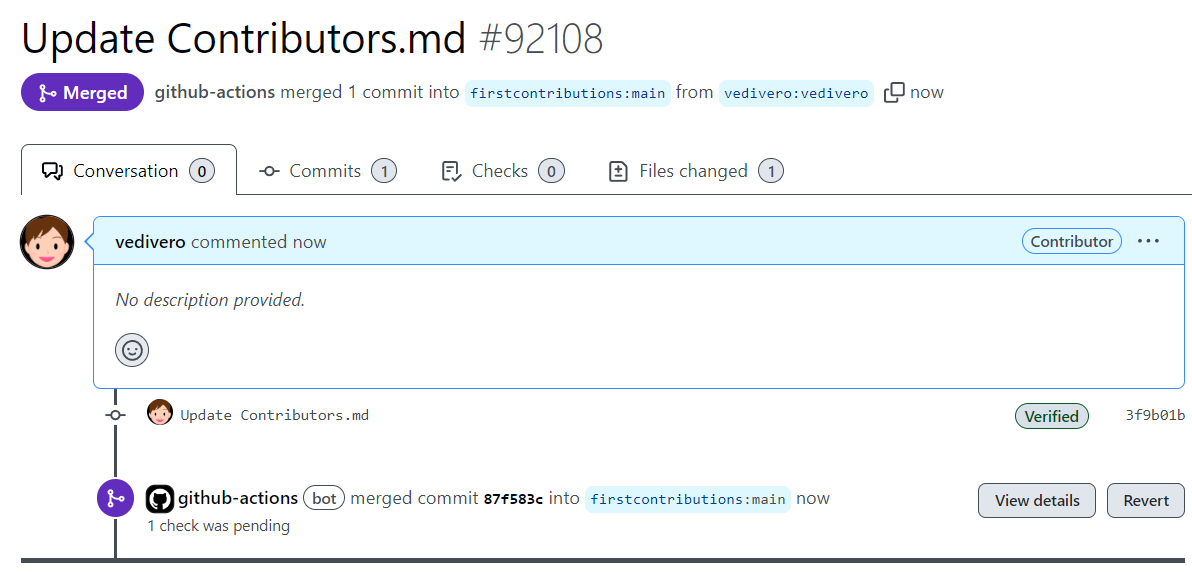 Update Contributors.md #92108
Merged github-actions merged 1 commit into firstcontributions:main from vedivero:vedivero now
Conversation 0 Commits 1 Checks 0 Files changed 1
vedivero commented now Contributor
No description provided.
Update Contributors.md Verified 3f9b01b
github-actions bot merged commit 87f583c into firstcontributions:main now View details Revert
1 check was pending